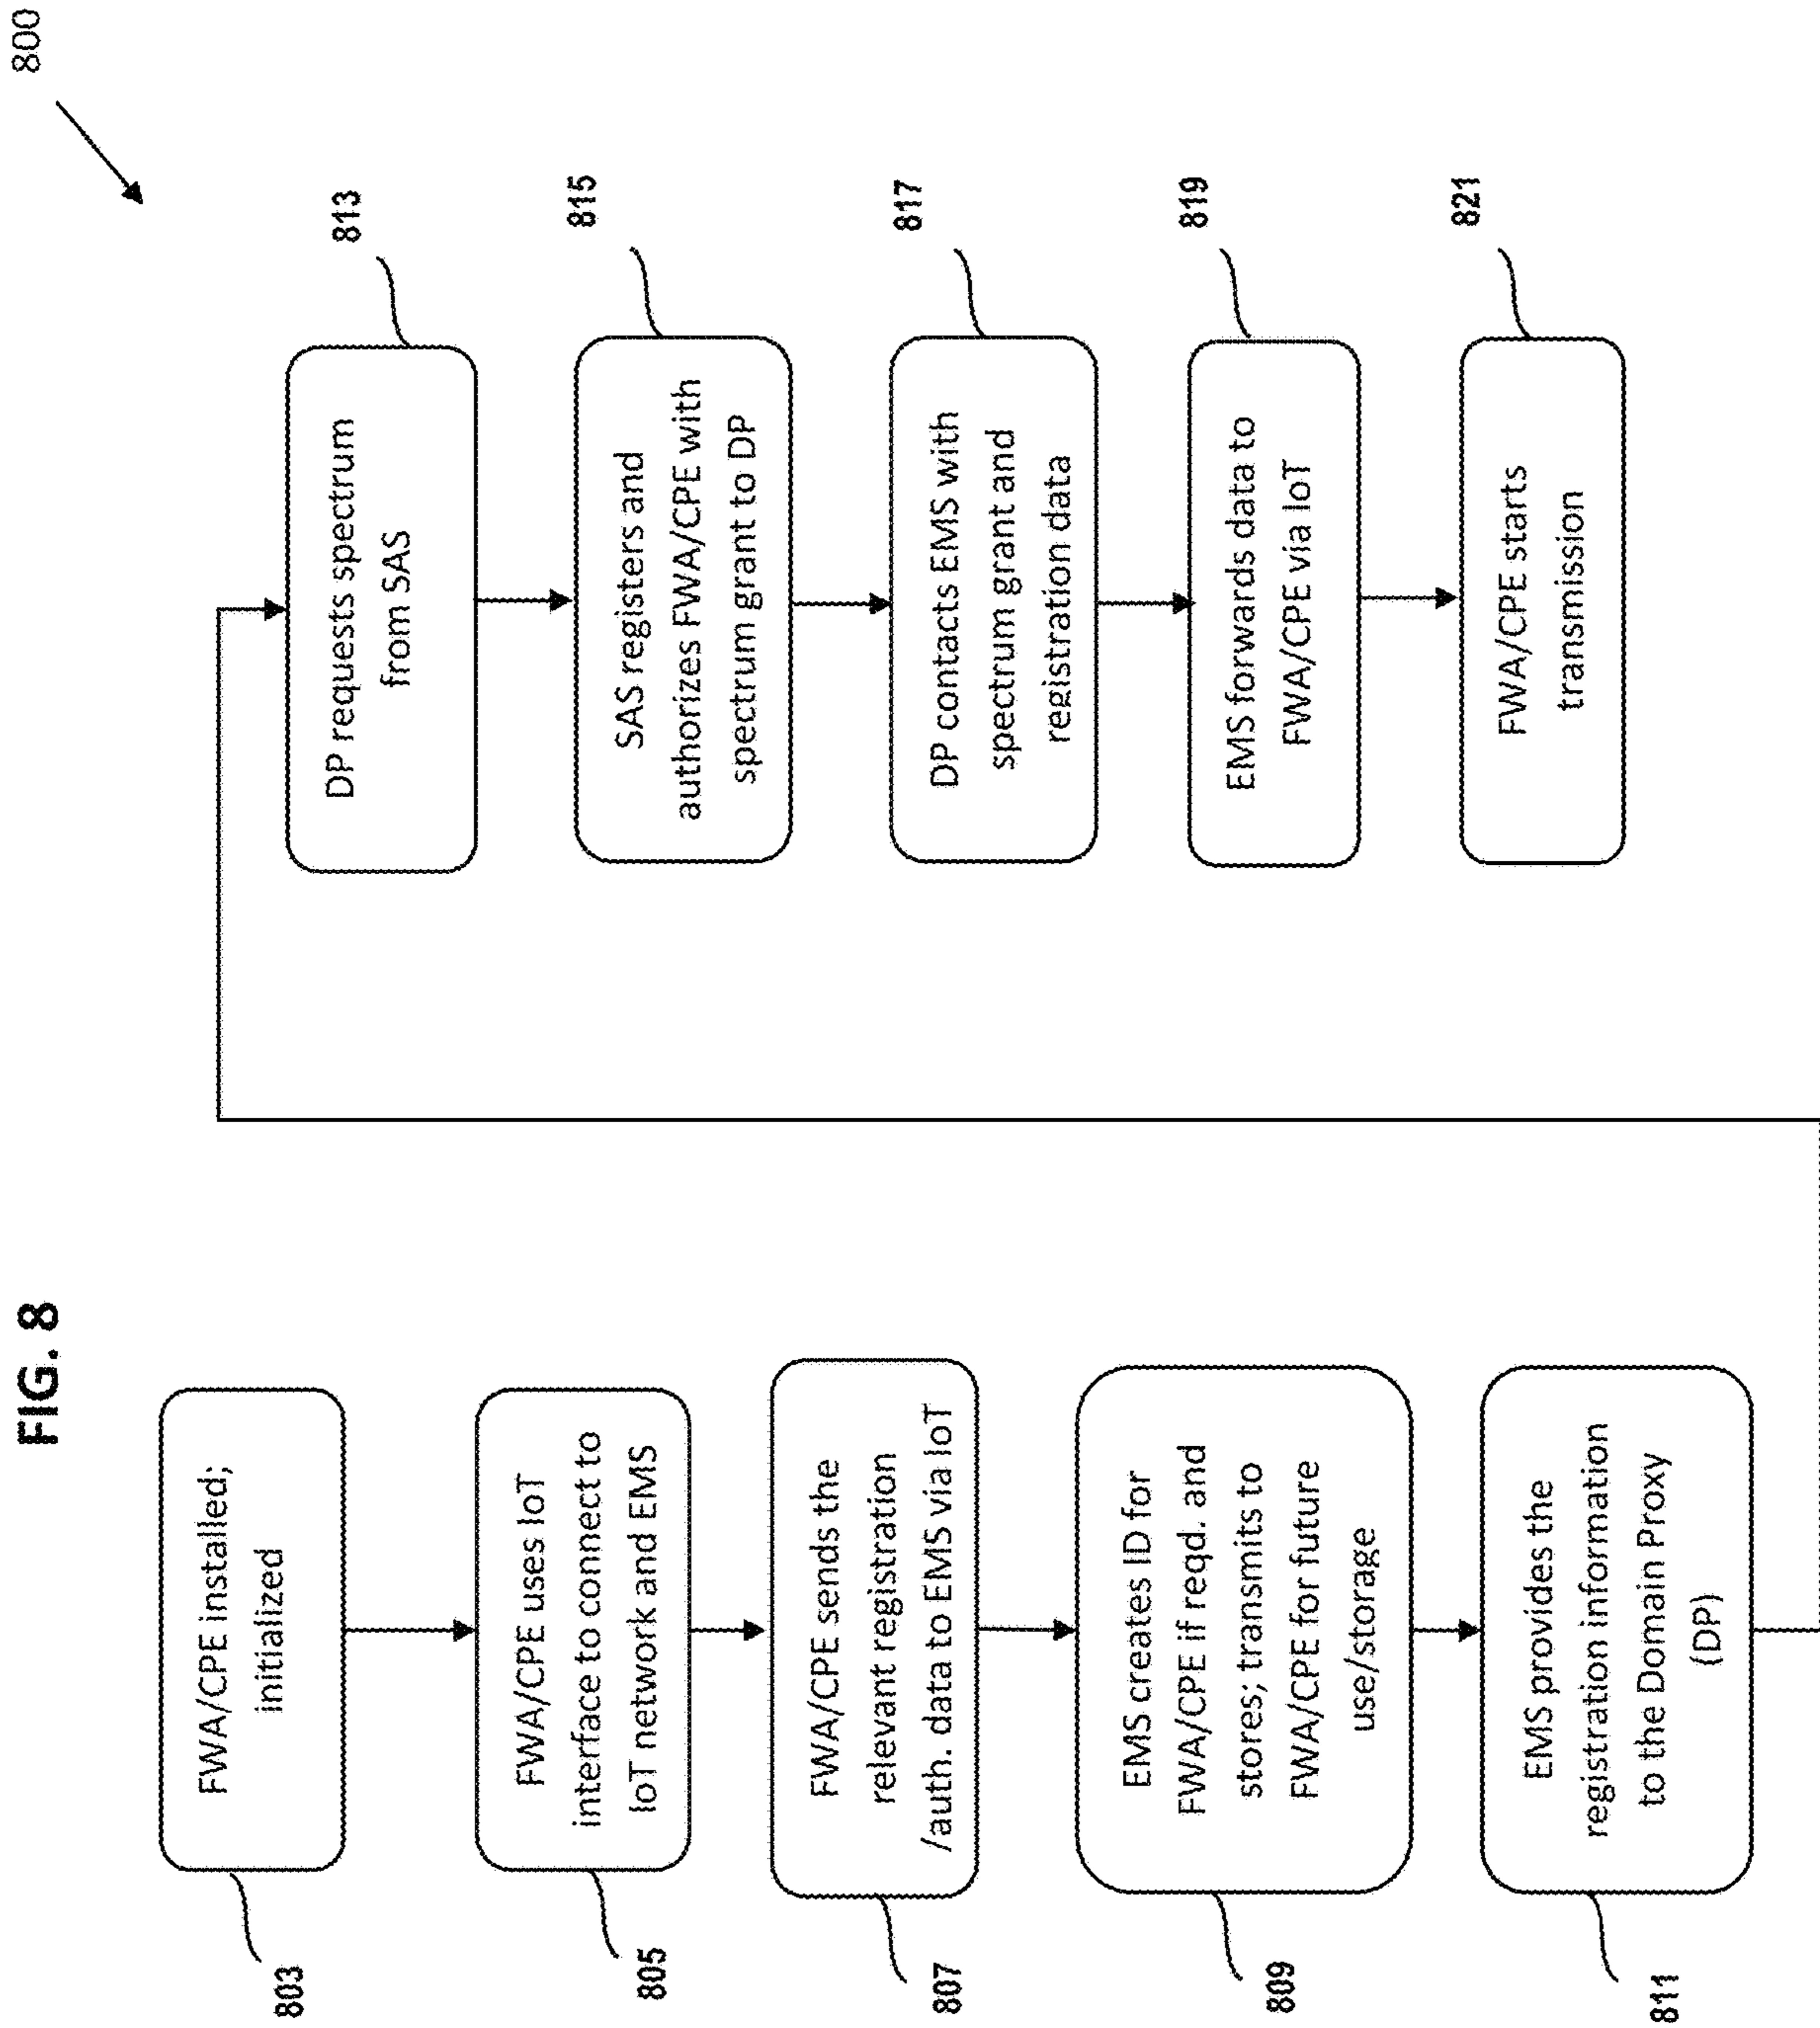 FIG. 8
800
FWA/CPE installed;
initialized
803
FWA/CPE uses IoT
interface to connect to
IoT network and EMS
805
FWA/CPE sends the
relevant registration
/auth. data to EMS via IoT
807
EMS creates ID for
FWA/CPE if reqd. and
stores; transmits to
FWA/CPE for future
use/storage
809
EMS provides the
registration information
to the Domain Proxy
(DP)
811
DP requests spectrum
from SAS
813
SAS registers and
authorizes FWA/CPE with
spectrum grant to DP
815
DP contacts EMS with
spectrum grant and
registration data
817
EMS forwards data to
FWA/CPE via IoT
819
FWA/CPE starts
transmission
821